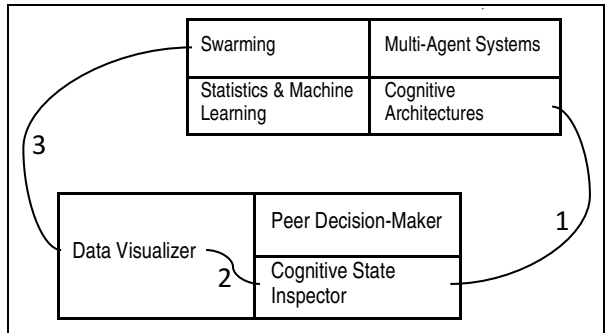 Swarming
Multi-Agent Systems
Statistics & Machine
Learning
Cognitive
Architectures
3
1
Data Visualizer
Peer Decision-Maker
2
Cognitive State
Inspector